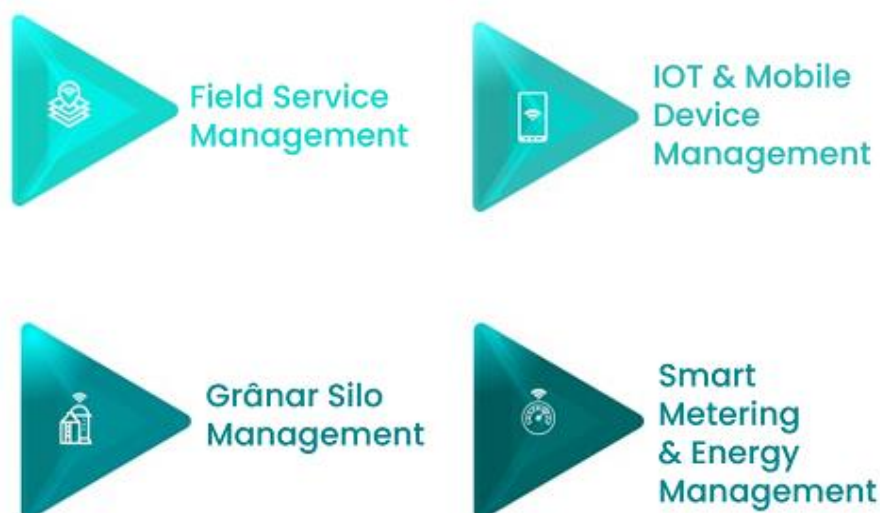 Field Service
Management
IOT & Mobile
Device
Management
Grânar Silo
Management
Smart
Metering
& Energy
Management